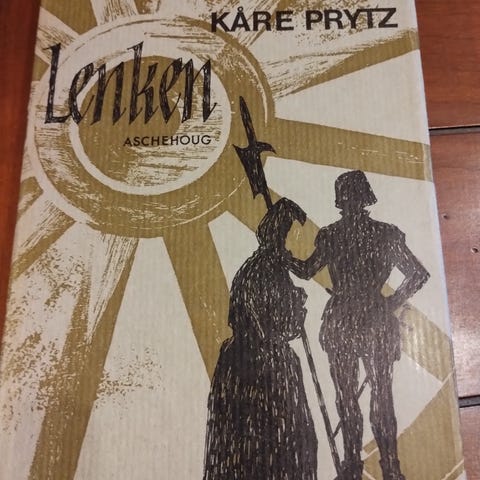 KÅRE PRYTZ
Lenken
ASCHEHOUG